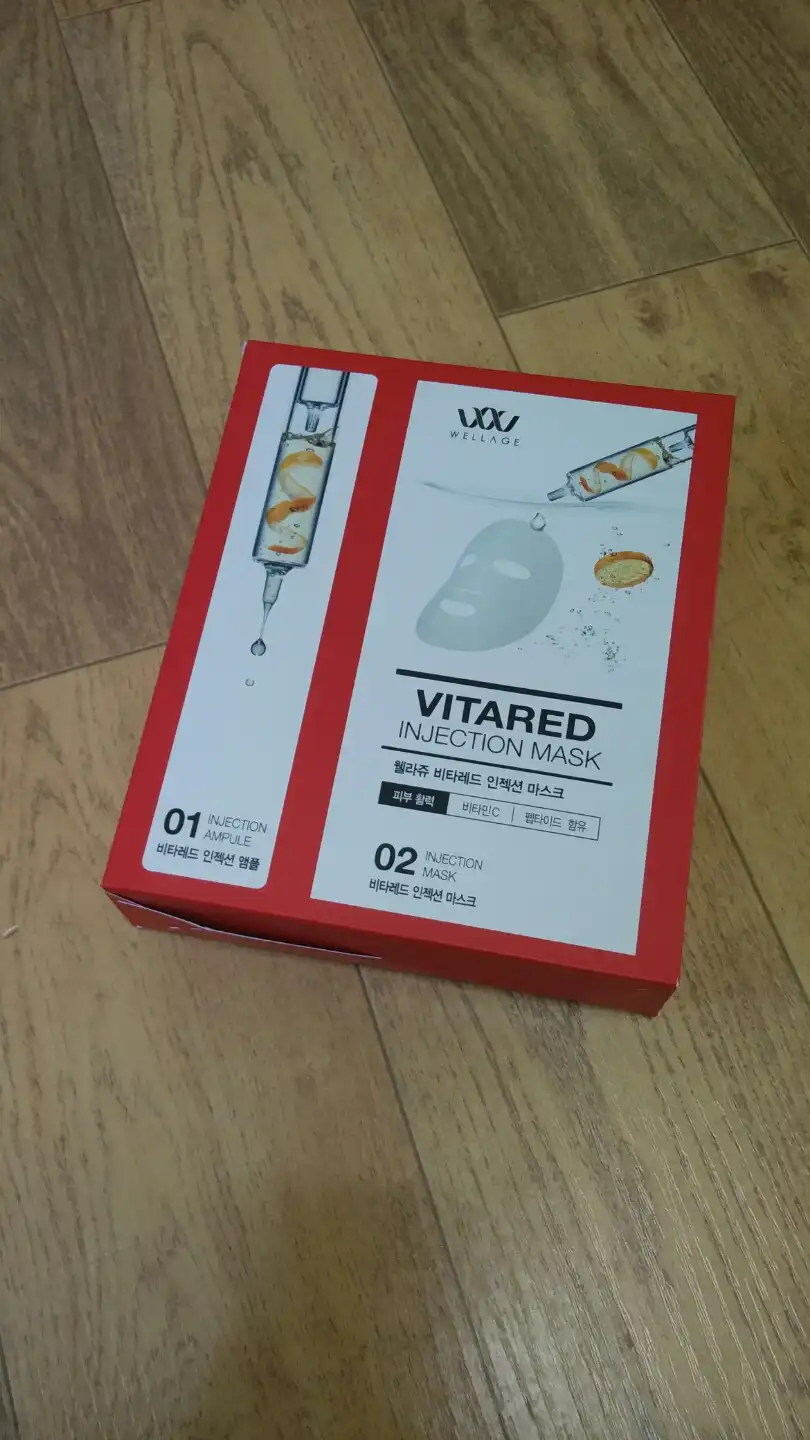 WELLAGE
VITARED
INJECTION MASK
웰라쥬 비타레드 인젝션 마스크
피부 활력 비타민C 펩타이드 함유
01 INJECTION
AMPULE
비타레드 인젝션 앰플
02 INJECTION
MASK
비타레드 인젝션 마스크